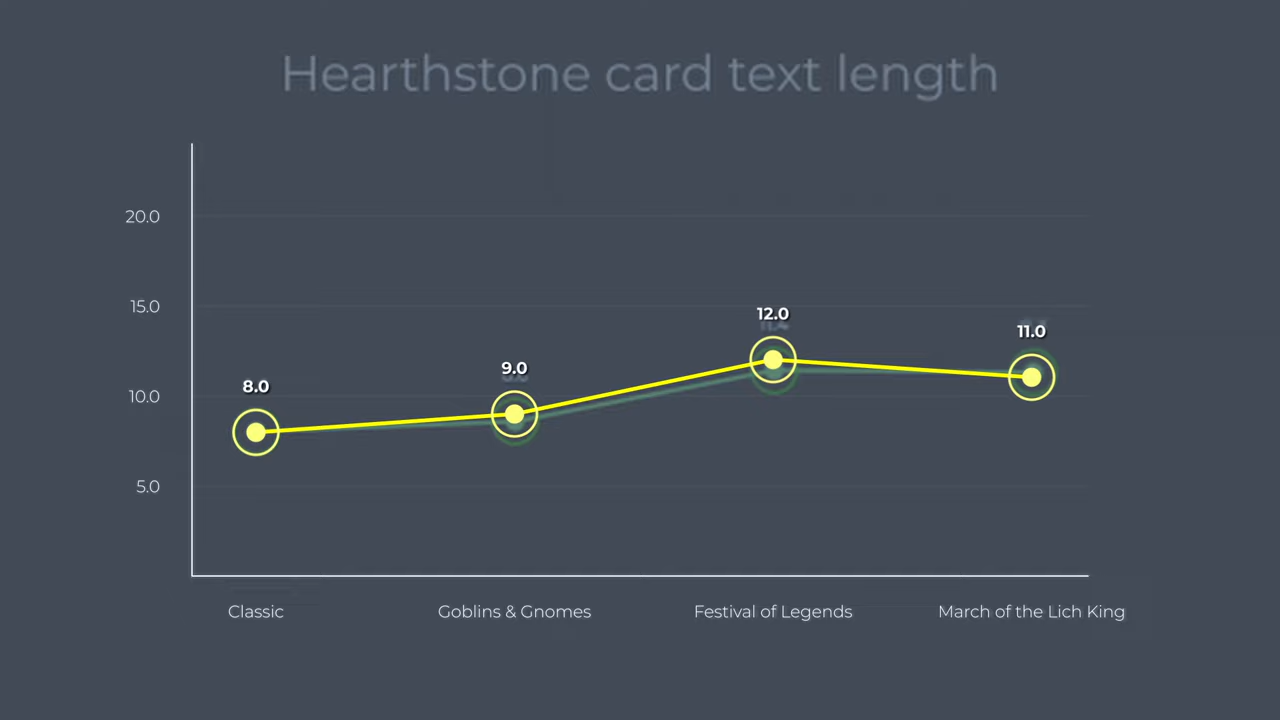 Hearthstone card text length
20.0
15.0
10.0
5.0
8.0
9.0
12.0
11.0
Classic
Goblins & Gnomes
Festival of Legends
March of the Lich King